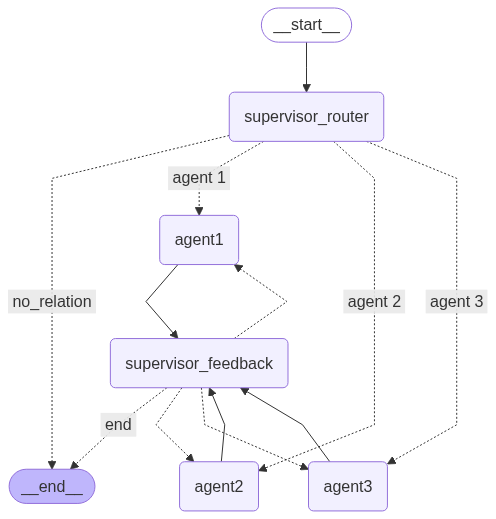 __start__
supervisor_router
agent 1
agent1
no_relation
agent 2
agent 3
supervisor_feedback
end
__end__
agent2
agent3